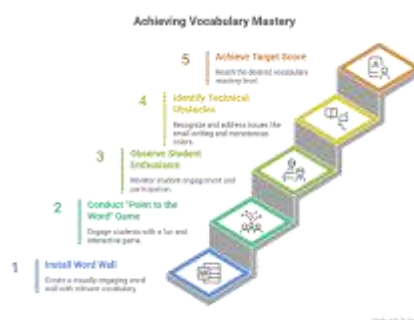 Achieving Vocabulary Mastery
5
Achieve Target Score
Reach the desired vocabulary
mastery level.
4
Identify Technical
Obstacles
Recognize and address issues like
small writing and monotonous
colors.
3
Observe Student
Enthusiasm
Monitor student engagement and
participation.
2
Conduct "Point to the
Word" Game
Engage students with a fun and
interactive game.
1
Install Word Wall
Create a visually engaging word
wall with relevant vocabulary.